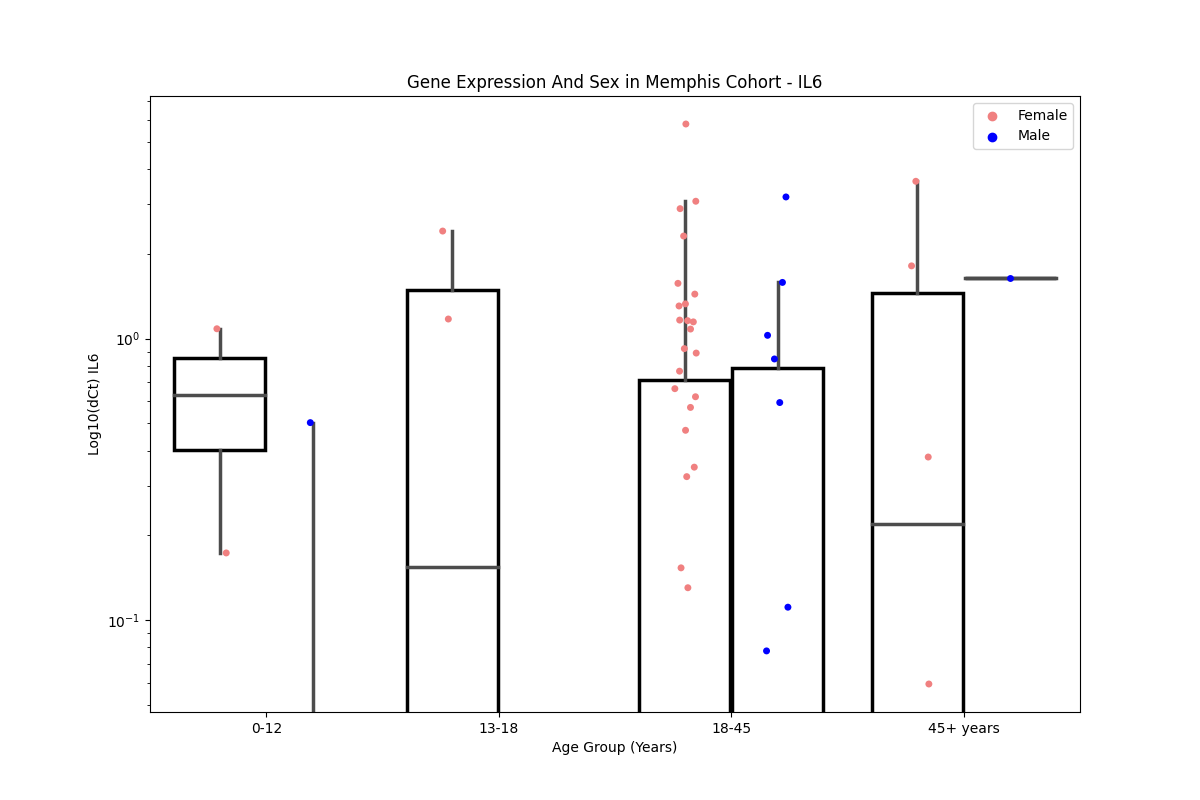 Gene Expression And Sex in Memphis Cohort - IL6
Female
Male
Log10(dCt) IL6
10⁰
10⁻¹
0-12
13-18
18-45
45+ years
Age Group (Years)